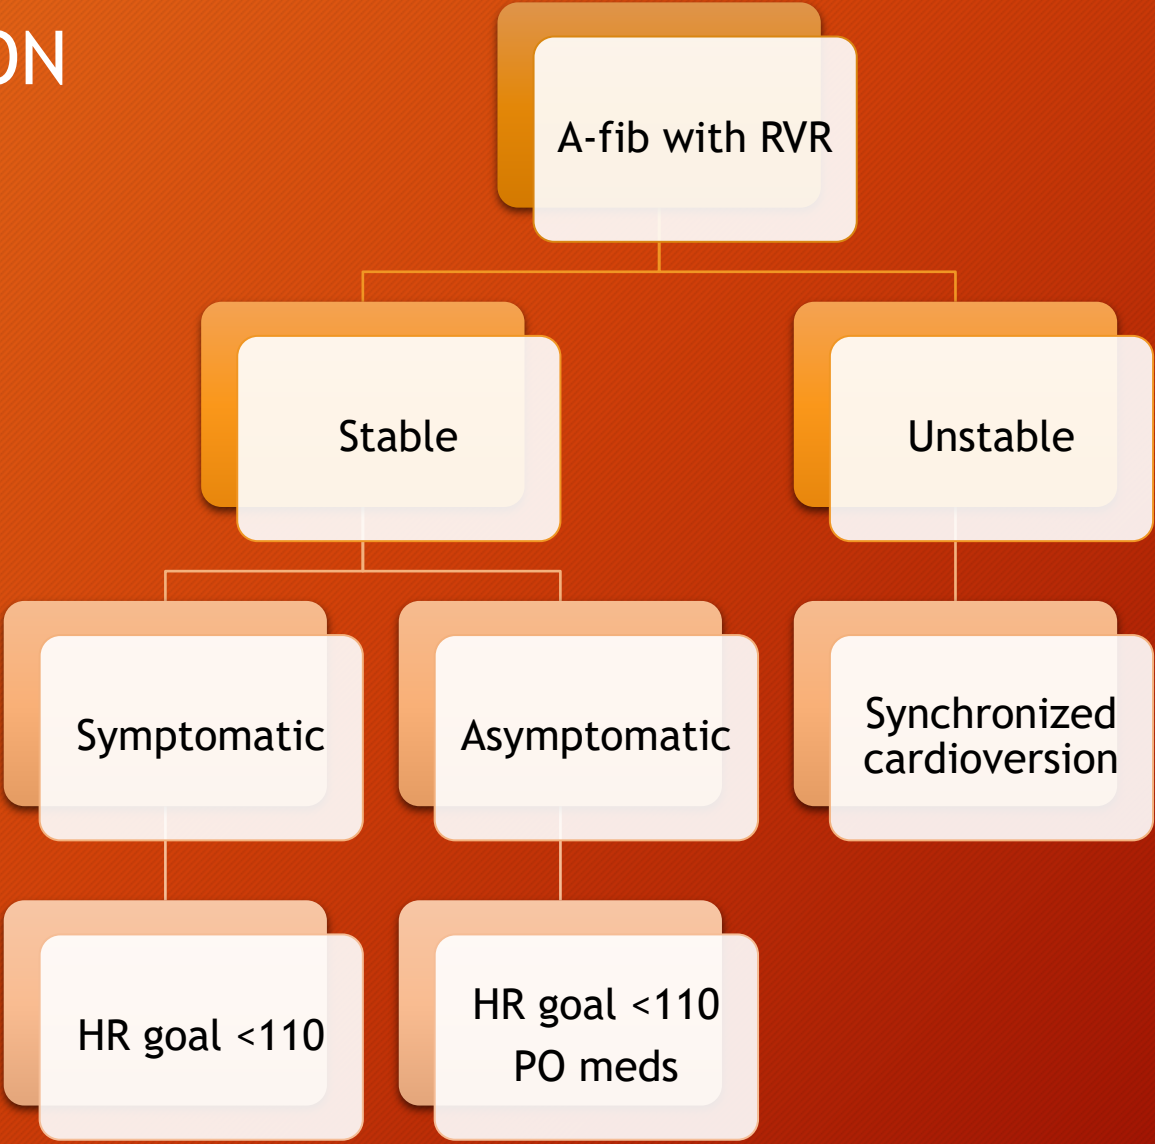 ON
A-fib with RVR
Stable
Unstable
Symptomatic
Asymptomatic
Synchronized
cardioversion
HR goal <110
HR goal <110
PO meds